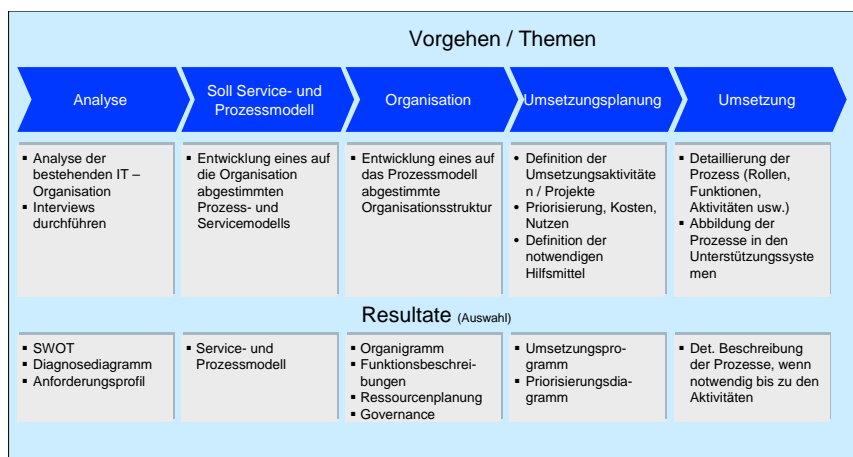 Vorgehen / Themen
Analyse
Soll Service- und
Prozessmodell
Organisation
Umsetzungsplanung
Umsetzung
▪ Analyse der
bestehenden IT –
Organisation
▪ Interviews
durchführen
▪ Entwicklung eines auf
die Organisation
abgestimmten
Prozess- und
Servicemodells
▪ Entwicklung eines auf
das Prozessmodell
abgestimmte
Organisationsstruktur
• Definition der
Umsetzungsaktivitäte
n / Projekte
• Priorisierung, Kosten,
Nutzen
• Definition der
notwendigen
Hilfsmittel
▪ Detaillierung der
Prozess (Rollen,
Funktionen,
Aktivitäten usw.)
▪ Abbildung der
Prozesse in den
Unterstützungssyste
men
Resultate (Auswahl)
▪ SWOT
▪ Diagnosediagramm
▪ Anforderungsprofil
▪ Service- und
Prozessmodell
▪ Organigramm
▪ Funktionsbeschrei-
bungen
▪ Ressourcenplanung
▪ Governance
▪ Umsetzungspro-
gramm
▪ Priorisierungsdia-
gramm
▪ Det. Beschreibung
der Prozesse, wenn
notwendig bis zu den
Aktivitäten